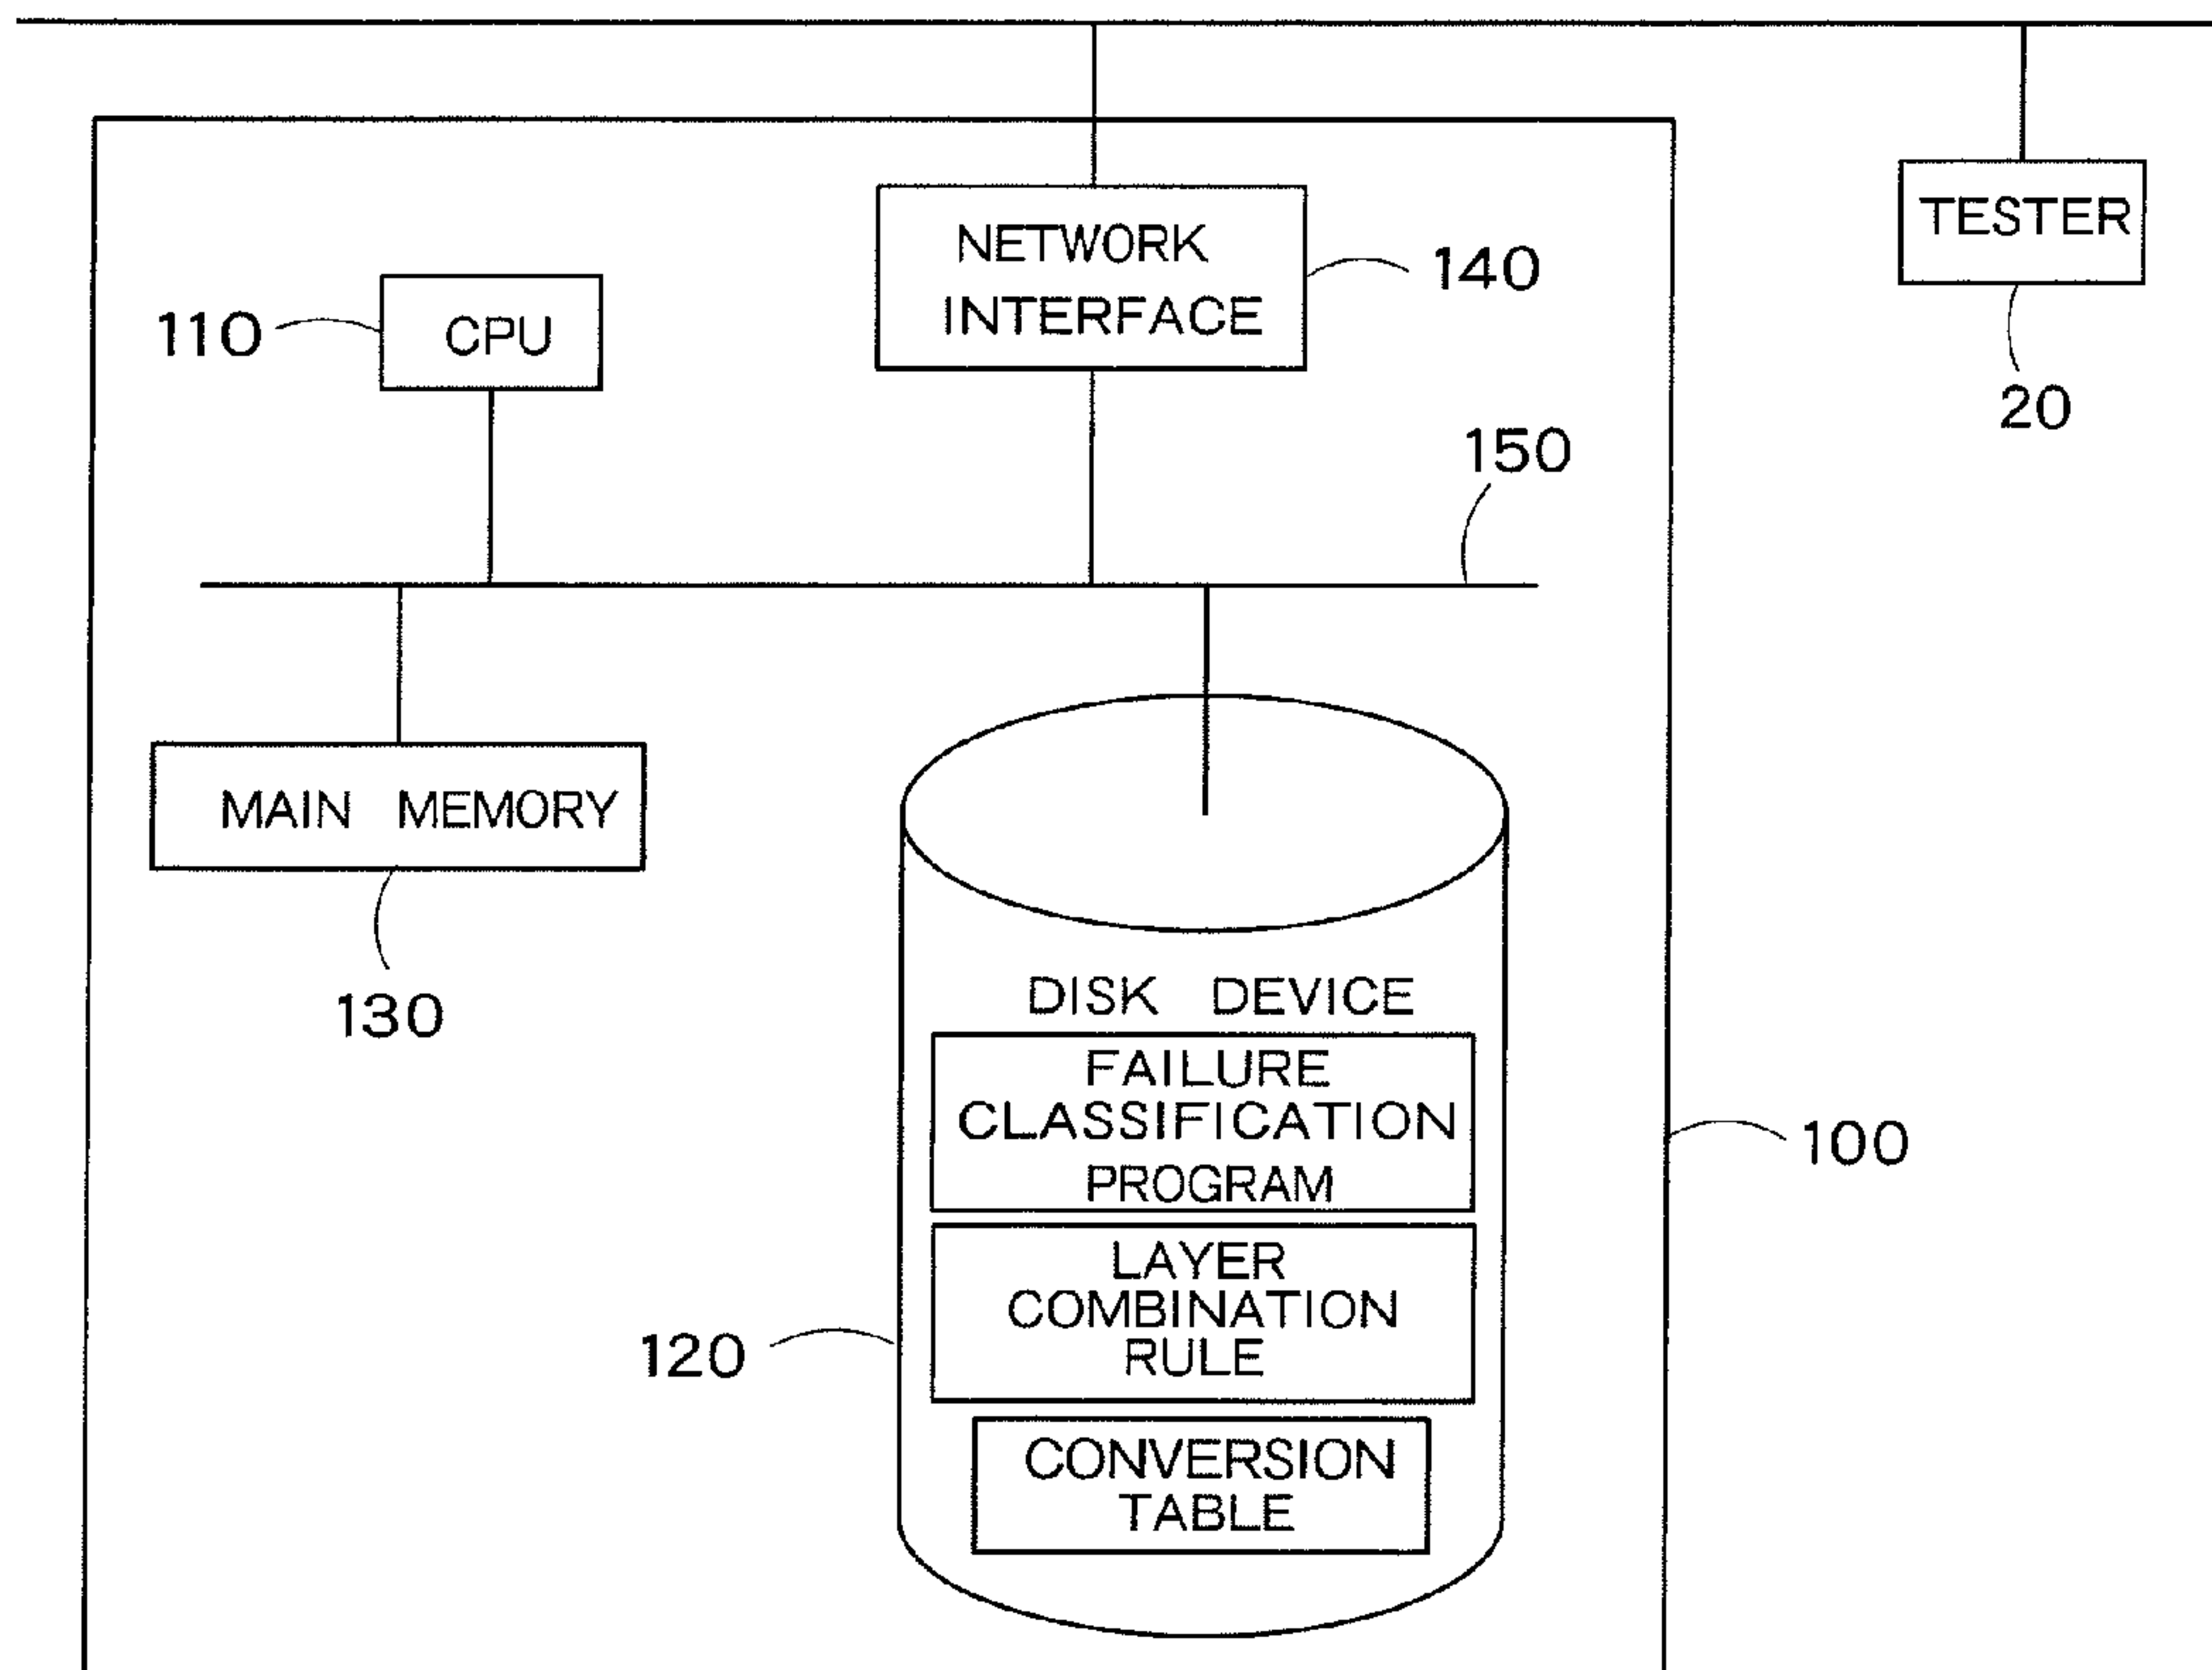 NETWORK
INTERFACE
140
TESTER
20
110
CPU
150
MAIN MEMORY
130
DISK DEVICE
FAILURE
CLASSIFICATION
PROGRAM
100
LAYER
COMBINATION
RULE
120
CONVERSION
TABLE